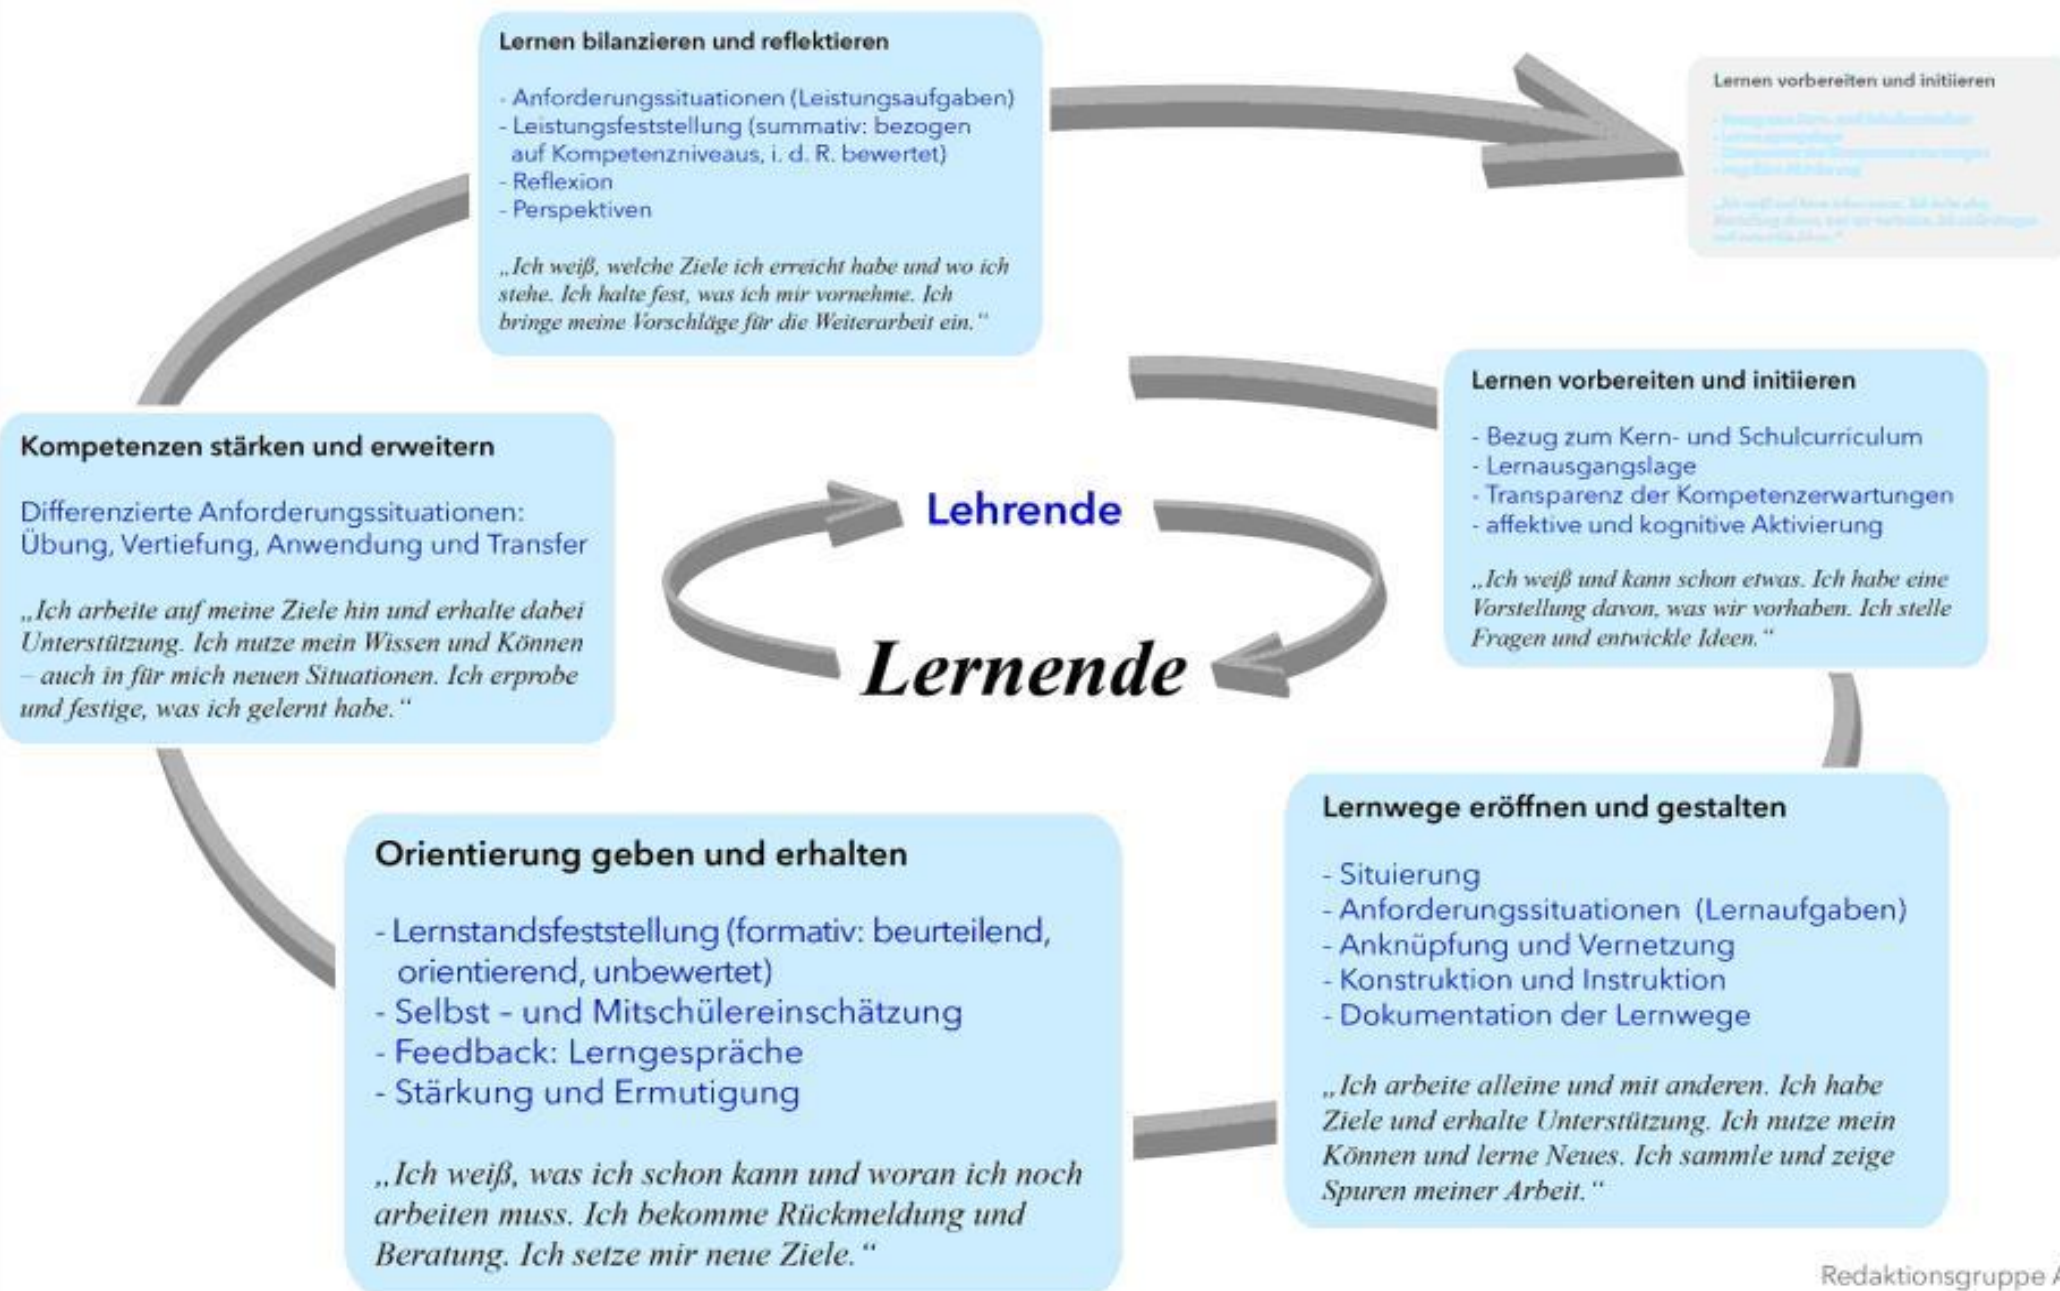 Lernen bilanzieren und reflektieren
- Anforderungssituationen (Leistungsaufgaben)
- Leistungsfeststellung (summativ: bezogen
auf Kompetenzniveaus, i. d. R. bewertet)
- Reflexion
- Perspektiven
„Ich weiß, welche Ziele ich erreicht habe und wo ich
stehe. Ich halte fest, was ich mir vornehme. Ich
bringe meine Vorschläge für die Weiterarbeit ein.“
Lernen vorbereiten und initiieren
Lernen vorbereiten und initiieren
- Bezug zum Kern- und Schulcurriculum
- Lernausgangslage
- Transparenz der Kompetenzerwartungen
- affektive und kognitive Aktivierung
„Ich weiß und kann schon etwas. Ich habe eine
Vorstellung davon, was wir vorhaben. Ich stelle
Fragen und entwickle Ideen.“
Kompetenzen stärken und erweitern
Differenzierte Anforderungssituationen:
Übung, Vertiefung, Anwendung und Transfer
„Ich arbeite auf meine Ziele hin und erhalte dabei
Unterstützung. Ich nutze mein Wissen und Können
– auch in für mich neuen Situationen. Ich erprobe
und festige, was ich gelernt habe.“
Lehrende
Lernende
Lernwege eröffnen und gestalten
- Situierung
- Anforderungssituationen (Lernaufgaben)
- Anknüpfung und Vernetzung
- Konstruktion und Instruktion
- Dokumentation der Lernwege
„Ich arbeite alleine und mit anderen. Ich habe
Ziele und erhalte Unterstützung. Ich nutze mein
Können und lerne Neues. Ich sammle und zeige
Spuren meiner Arbeit.“
Orientierung geben und erhalten
- Lernstandsfeststellung (formativ: beurteilend,
orientierend, unbewertet)
- Selbst – und Mitschülereinschätzung
- Feedback: Lerngespräche
- Stärkung und Ermutigung
„Ich weiß, was ich schon kann und woran ich noch
arbeiten muss. Ich bekomme Rückmeldung und
Beratung. Ich setze mir neue Ziele.“
Redaktionsgruppe